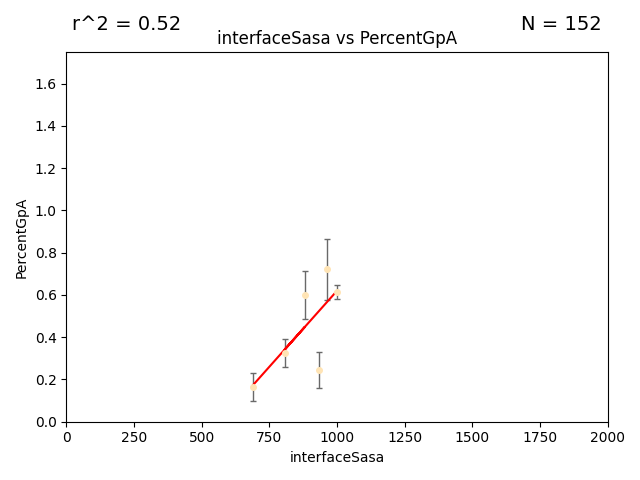 r^2 = 0.52
N = 152
interfaceSasa vs PercentGpA
PercentGpA
1.6
1.4
1.2
1.0
0.8
0.6
0.4
0.2
0.0
0 250 500 750 1000 1250 1500 1750 2000
interfaceSasa